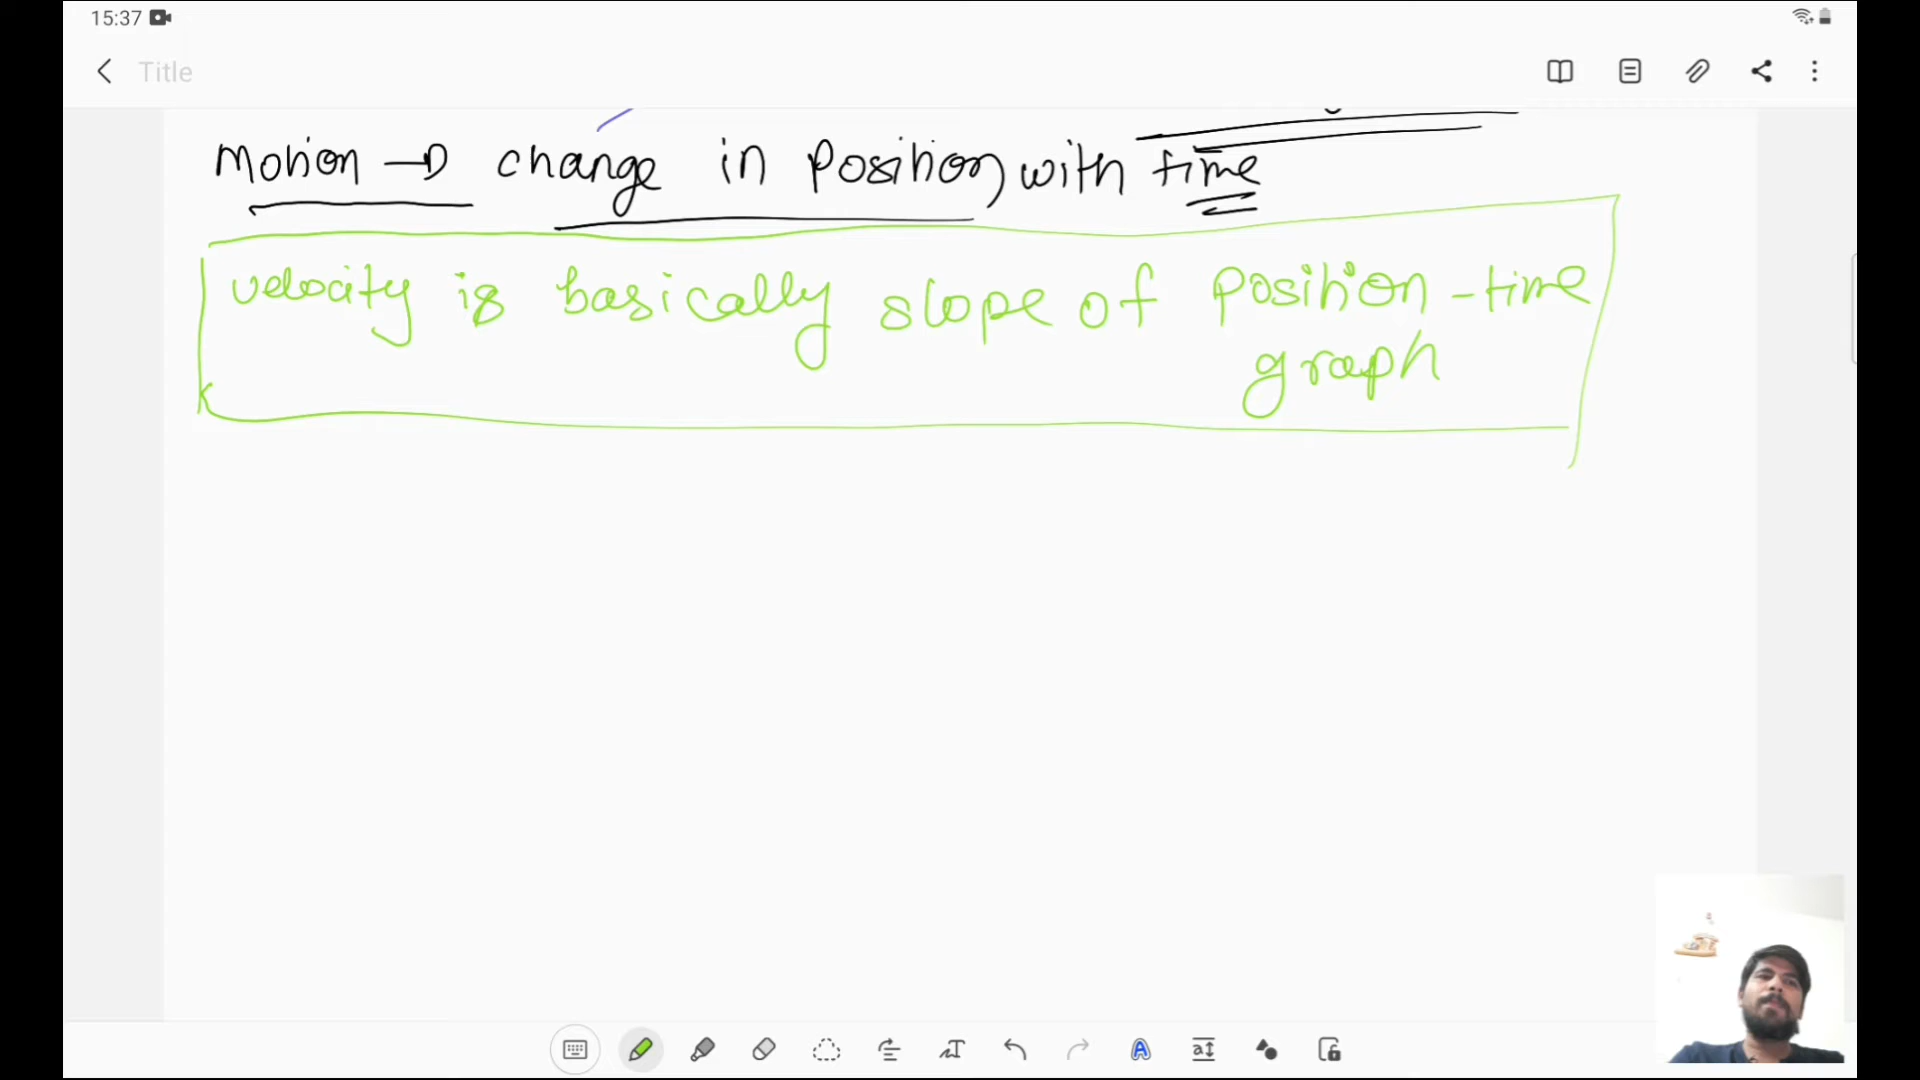 15:37
Title
Motion → change in position with time
velocity is basically slope of position-time
graph